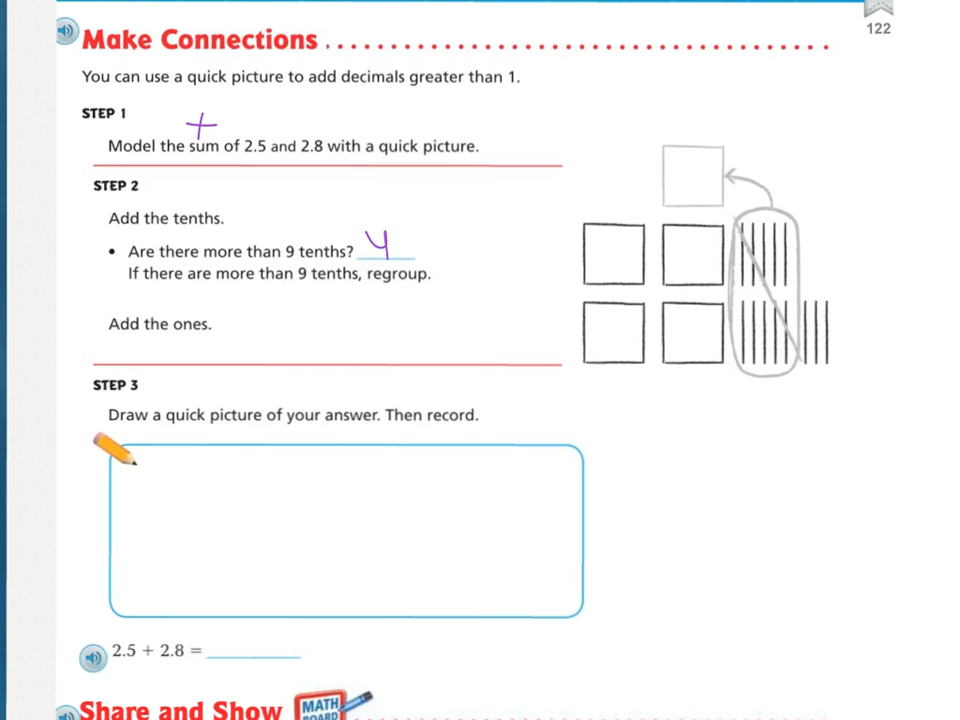 122
Make Connections
You can use a quick picture to add decimals greater than 1.
STEP 1
+
Model the sum of 2.5 and 2.8 with a quick picture.
STEP 2
Add the tenths.
• Are there more than 9 tenths? y
If there are more than 9 tenths, regroup.
Add the ones.
STEP 3
Draw a quick picture of your answer. Then record.
2.5 + 2.8 =
Share and Show MATH
BOARD